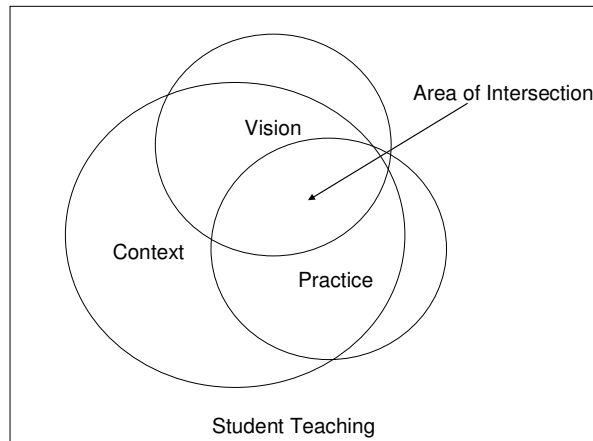 Area of Intersection
Vision
Context
Practice
Student Teaching